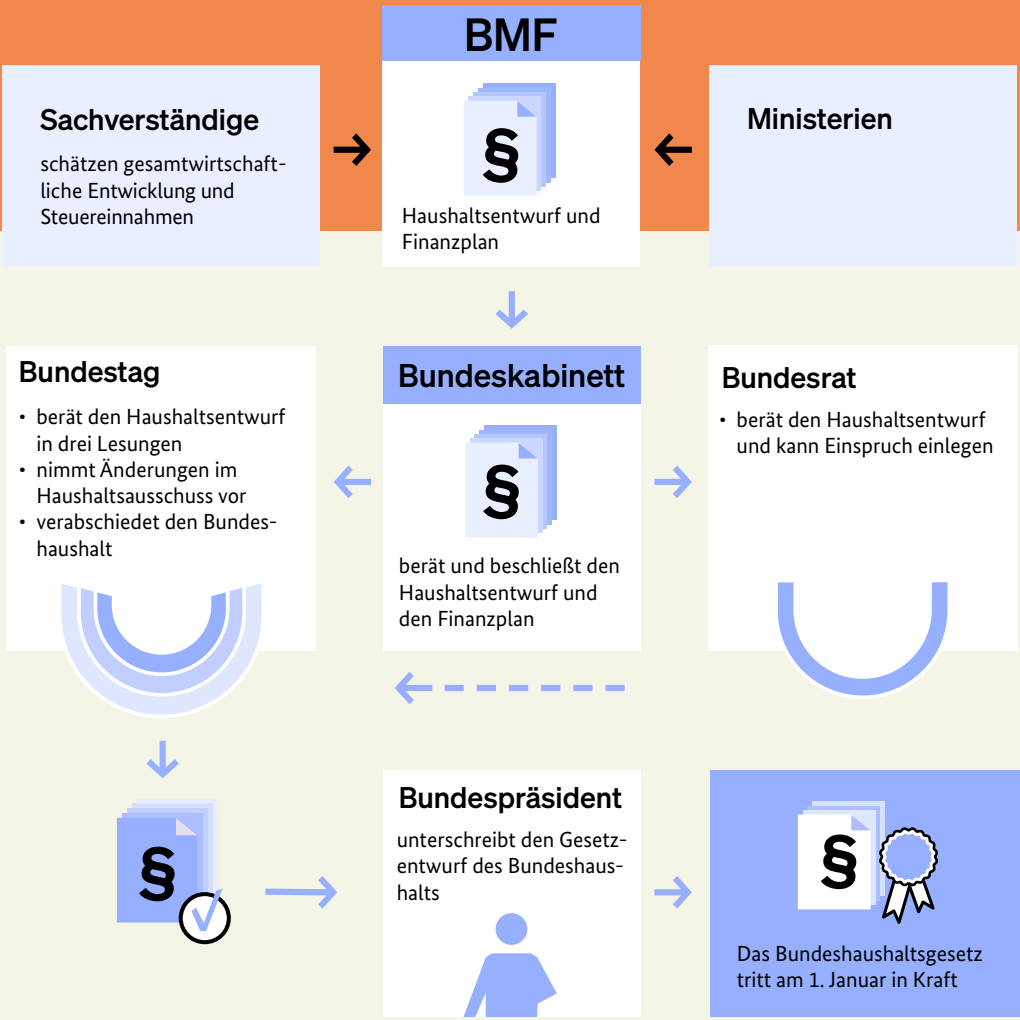 BMF
Sachverständige
schätzen gesamtwirtschaft-
liche Entwicklung und
Steuereinnahmen
§
Haushaltsentwurf und
Finanzplan
Ministerien
Bundestag
• berät den Haushaltsentwurf
in drei Lesungen
• nimmt Änderungen im
Haushaltsausschuss vor
• verabschiedet den Bundes-
haushalt
Bundeskabinett
§
berät und beschließt den
Haushaltsentwurf und
den Finanzplan
Bundesrat
• berät den Haushaltsentwurf
und kann Einspruch einlegen
§
Bundespräsident
unterschreibt den Gesetz-
entwurf des Bundeshaus-
halts
§
Das Bundeshaushaltsgesetz
tritt am 1. Januar in Kraft